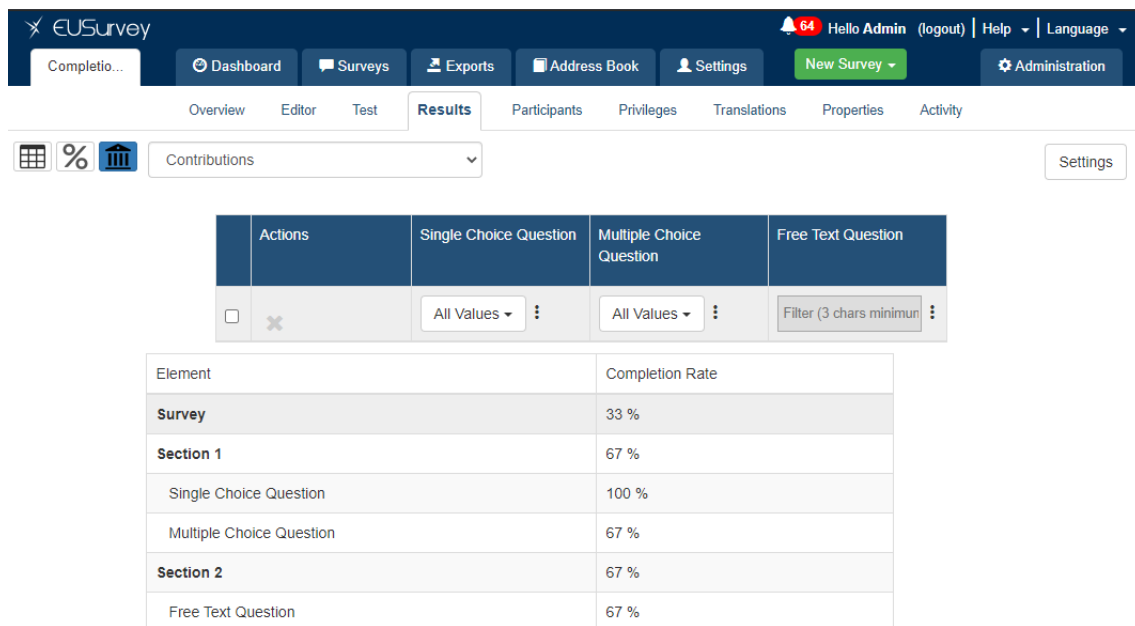 EUSurvey
64 Hello Admin (logout) Help Language
Completio... Dashboard Surveys Exports Address Book Settings New Survey Administration
Overview Editor Test Results Participants Privileges Translations Properties Activity
% Contributions Settings
Actions Single Choice Question Multiple Choice Free Text Question
Question
All Values All Values Filter (3 chars minimun
Element Completion Rate
Survey 33 %
Section 1 67 %
Single Choice Question 100 %
Multiple Choice Question 67 %
Section 2 67 %
Free Text Question 67 %